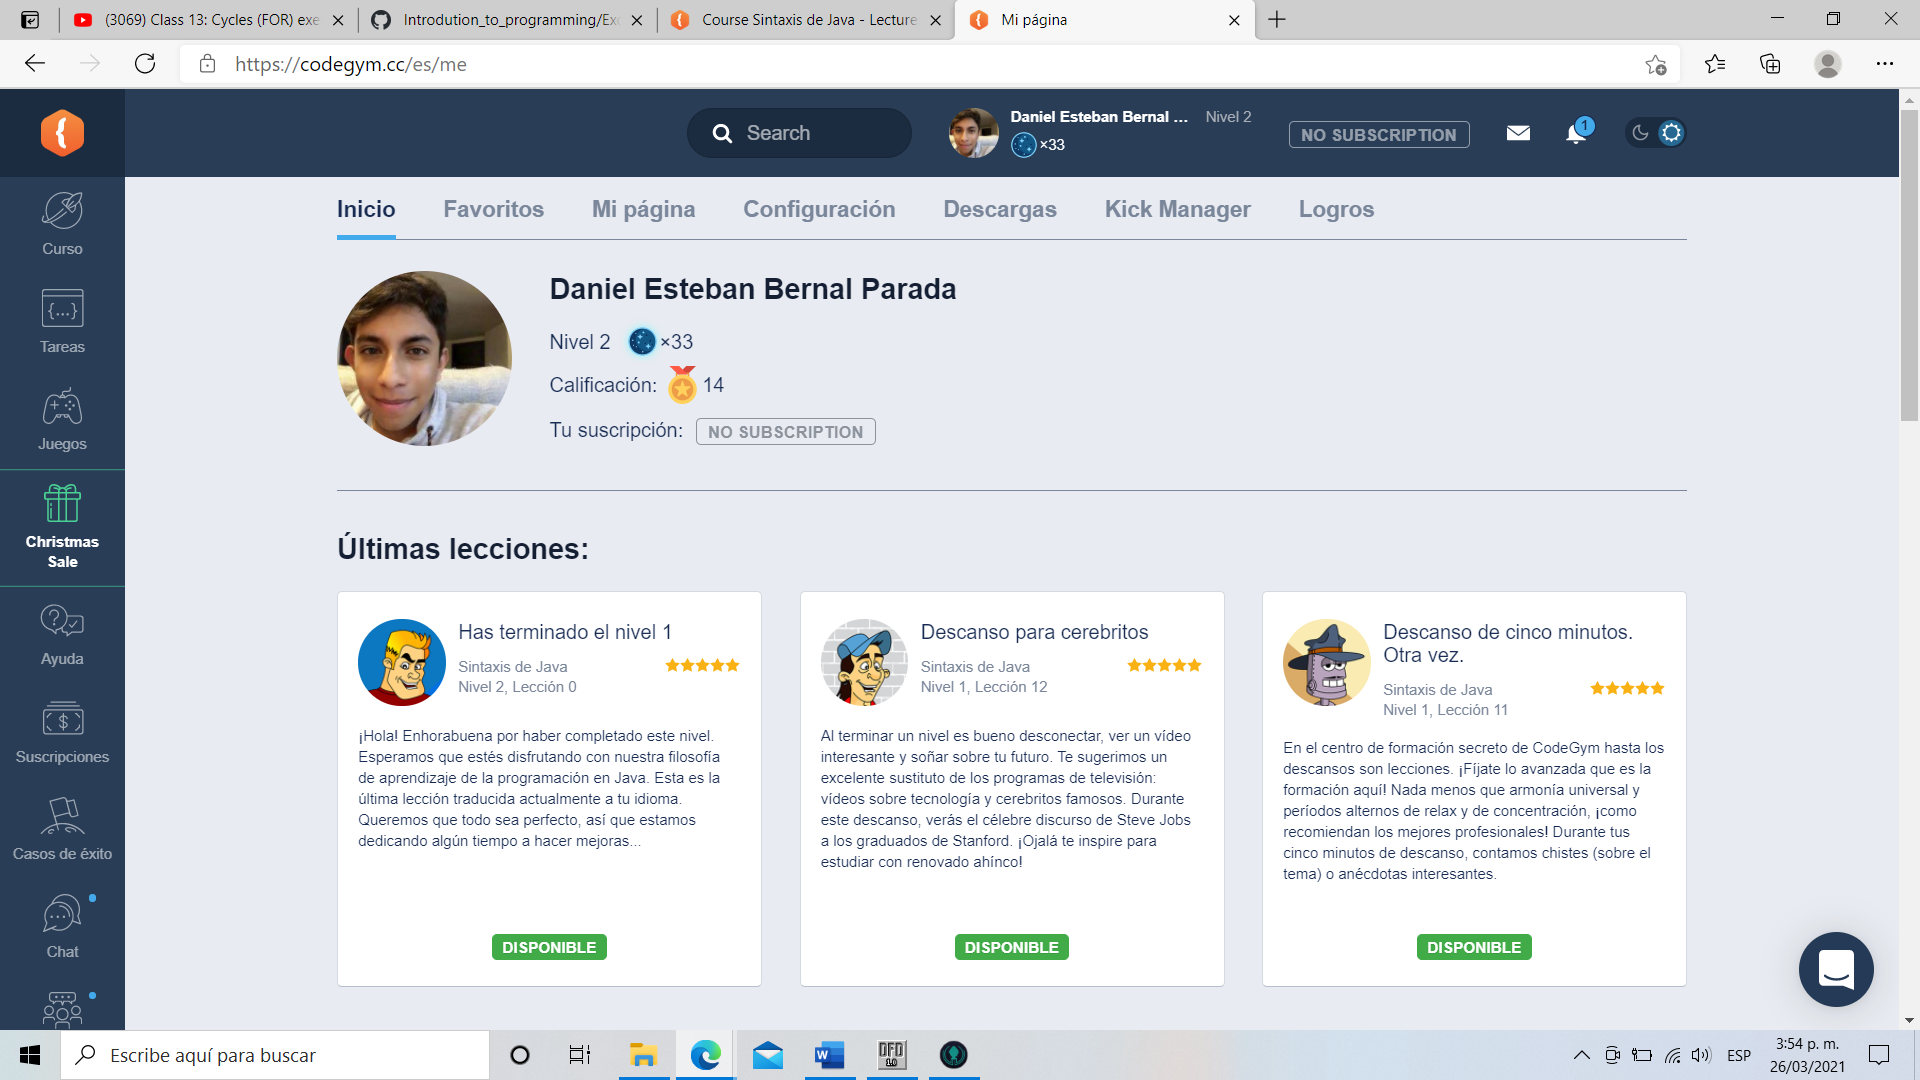 (3069) Class 13: Cycles (FOR) exe
Introdution_to_programming/Exe
Course Sintaxis de Java - Lecture
Mi página
https://codegym.cc/es/me
Search
Daniel Esteban Bernal ...
Nivel 2
×33
NO SUBSCRIPTION
1
Curso
Tareas
Juegos
Christmas
Sale
Ayuda
Suscripciones
Casos de éxito
Chat
Inicio
Favoritos
Mi página
Configuración
Descargas
Kick Manager
Logros
Daniel Esteban Bernal Parada
Nivel 2 ×33
Calificación: 14
Tu suscripción: NO SUBSCRIPTION
Últimas lecciones:
Has terminado el nivel 1
Sintaxis de Java
Nivel 2, Lección 0
¡Hola! Enhorabuena por haber completado este nivel.
Esperamos que estés disfrutando con nuestra filosofía
de aprendizaje de la programación en Java. Esta es la
última lección traducida actualmente a tu idioma.
Queremos que todo sea perfecto, así que estamos
dedicando algún tiempo a hacer mejoras...
DISPONIBLE
Descanso para cerebritos
Sintaxis de Java
Nivel 1, Lección 12
Al terminar un nivel es bueno desconectar, ver un vídeo
interesante y soñar sobre tu futuro. Te sugerimos un
excelente sustituto de los programas de televisión:
vídeos sobre tecnología y cerebritos famosos. Durante
este descanso, verás el célebre discurso de Steve Jobs
a los graduados de Stanford. ¡Ojalá te inspire para
estudiar con renovado ahínco!
DISPONIBLE
Descanso de cinco minutos.
Otra vez.
Sintaxis de Java
Nivel 1, Lección 11
En el centro de formación secreto de CodeGym hasta los
descansos son lecciones. ¡Fíjate lo avanzada que es la
formación aquí! Nada menos que armonía universal y
períodos alternos de relax y de concentración, ¡como
recomiendan los mejores profesionales! Durante tus
cinco minutos de descanso, contamos chistes (sobre el
tema) o anécdotas interesantes.
DISPONIBLE
Escribe aquí para buscar
DFD
1.0
ESP
3:54 p. m.
26/03/2021